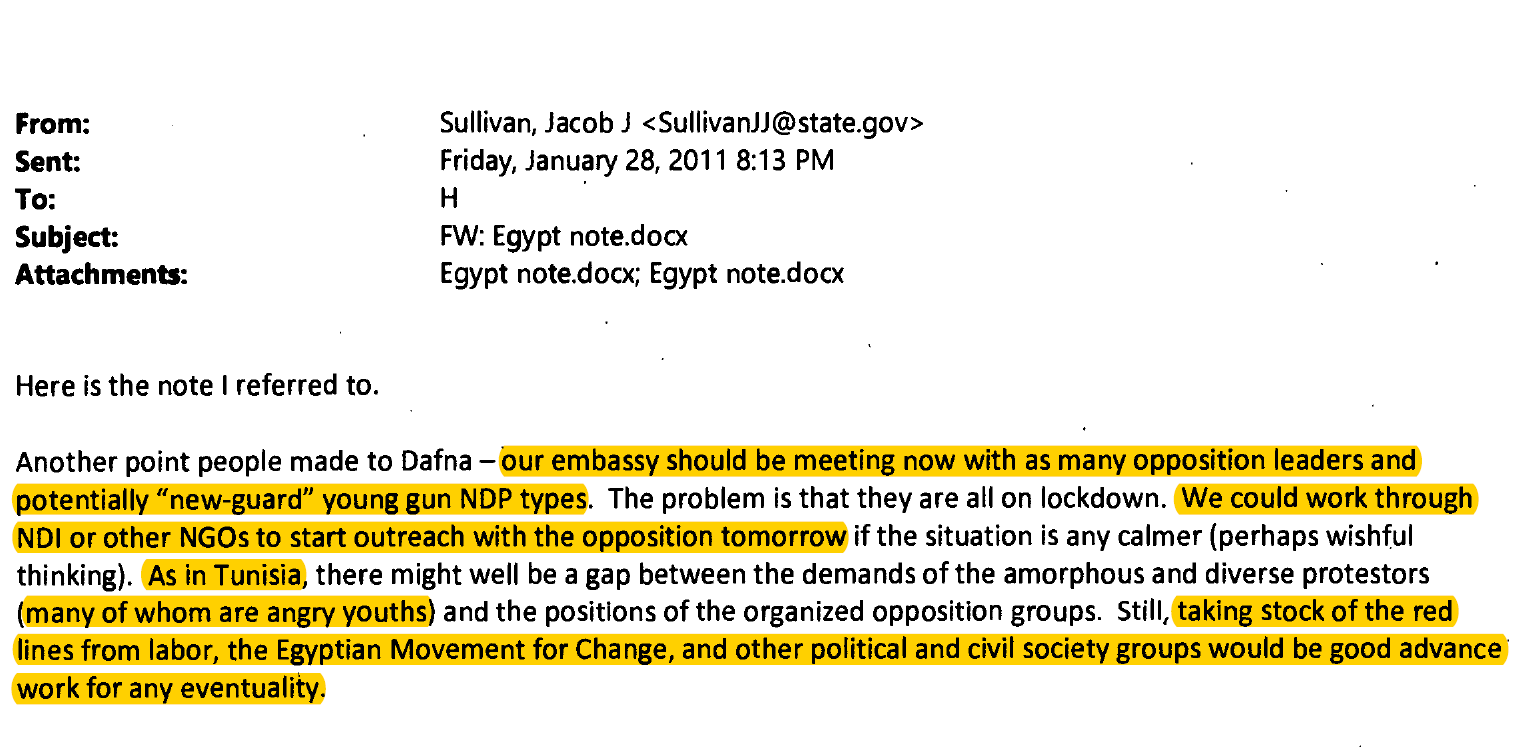 From: Sullivan, Jacob J <SullivanJJ@state.gov>
Sent: Friday, January 28, 2011 8:13 PM
To: H
Subject: FW: Egypt note.docx
Attachments: Egypt note.docx; Egypt note.docx
Here is the note I referred to.
Another point people made to Dafna – our embassy should be meeting now with as many opposition leaders and
potentially “new-guard” young gun NDP types. The problem is that they are all on lockdown. We could work through
NDI or other NGOs to start outreach with the opposition tomorrow if the situation is any calmer (perhaps wishful
thinking). As in Tunisia, there might well be a gap between the demands of the amorphous and diverse protestors
(many of whom are angry youths) and the positions of the organized opposition groups. Still, taking stock of the red
lines from labor, the Egyptian Movement for Change, and other political and civil society groups would be good advance
work for any eventuality.